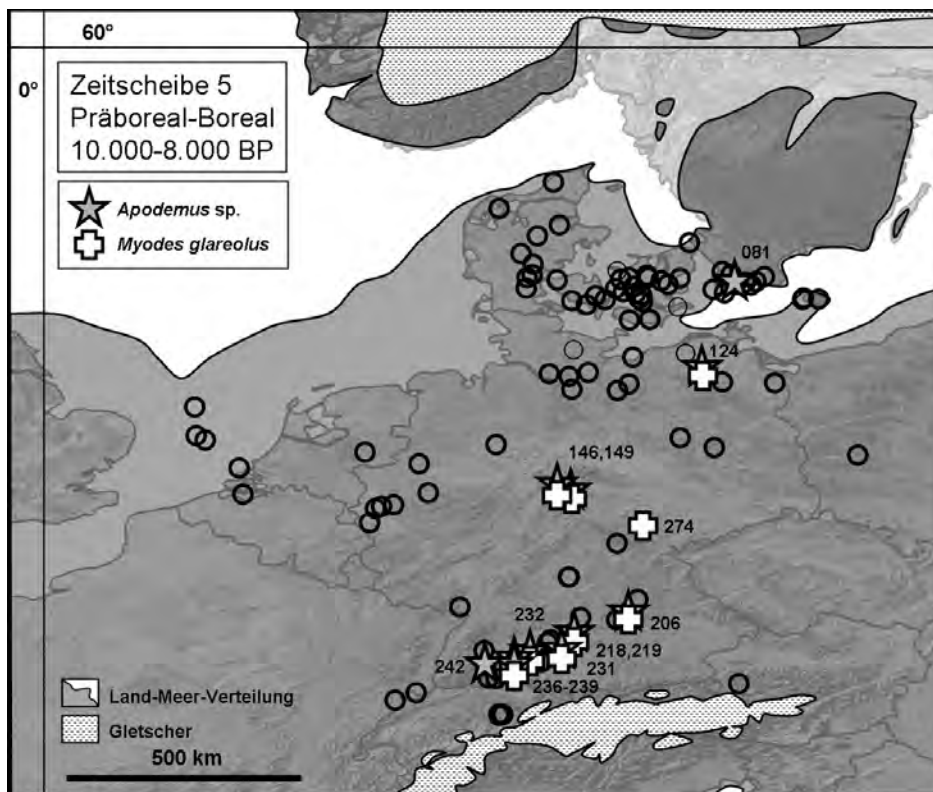 60°
0°
Zeitscheibe 5
Präboreal-Boreal
10.000-8.000 BP
Apodemus sp.
Myodes glareolus
081
124
146,149
274
206
232
218,219
242
231
236-239
Land-Meer-Verteilung
Gletscher
500 km